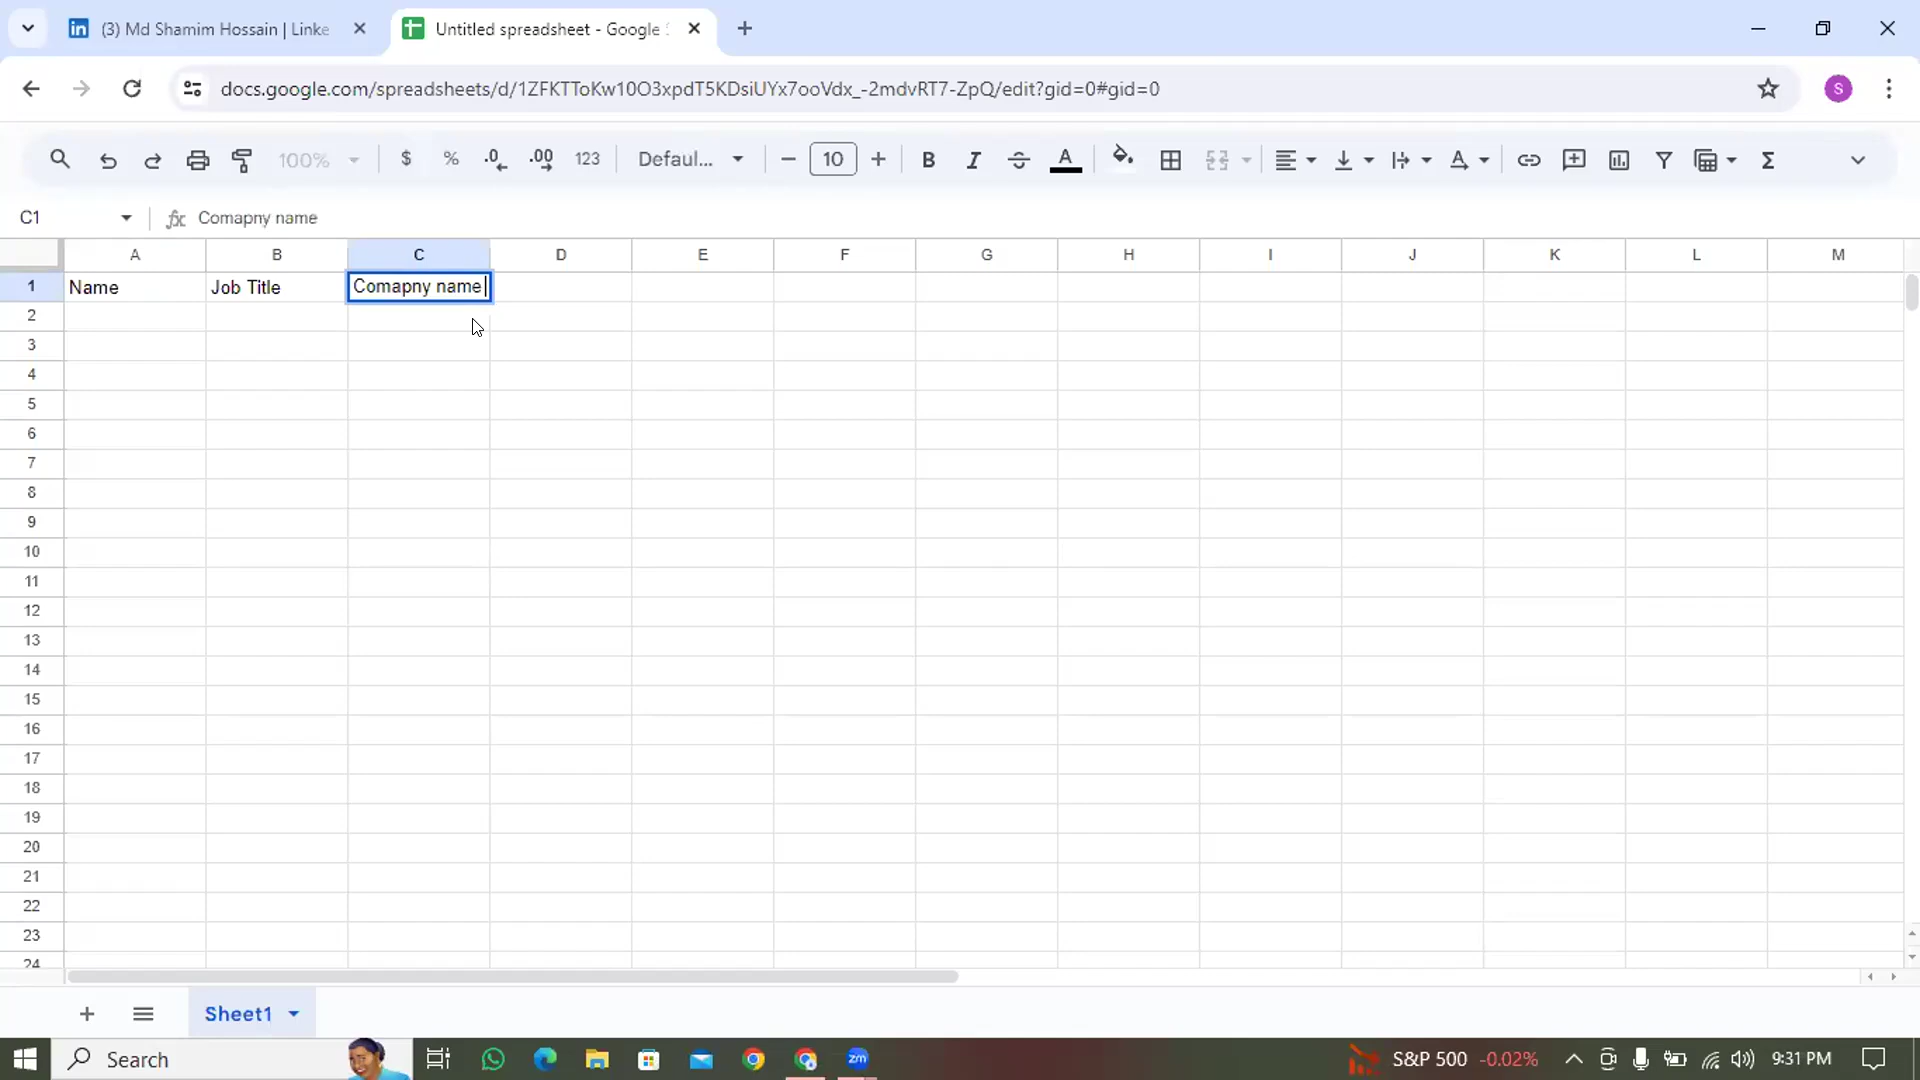 (3) Md Shamim Hossain | Linke
Untitled spreadsheet - Google
docs.google.com/spreadsheets/d/1ZFKTToKw10O3xpdT5KDsiUYx7ooVdx_-2mdvRT7-ZpQ/edit?gid=0#gid=0
S
100% $ % .0 .00 123 Defaul... 10 B I S A
C1 fx Comapny name
A B C D E F G H I J K L M
1 Name Job Title Comapny name
2
3
4
5
6
7
8
9
10
11
12
13
14
15
16
17
18
19
20
21
22
23
24
Sheet1
Search zm S&P 500 -0.02% 9:31 PM